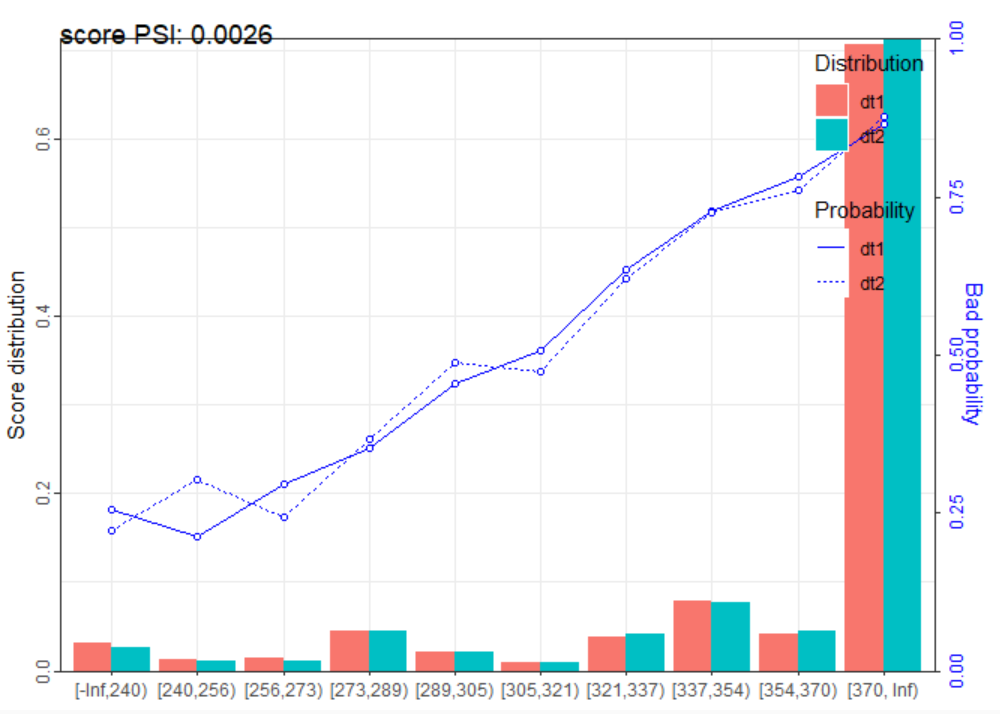 score PSI: 0.0026
Distribution
dt1
dt2
Probability
dt1
dt2
Score distribution
0.6
0.4
0.2
0.0
Bad probability
1.00
0.75
0.50
0.25
0.00
[-Inf,240) [240,256) [256,273) [273,289) [289,305) [305,321) [321,337) [337,354) [354,370) [370, Inf)